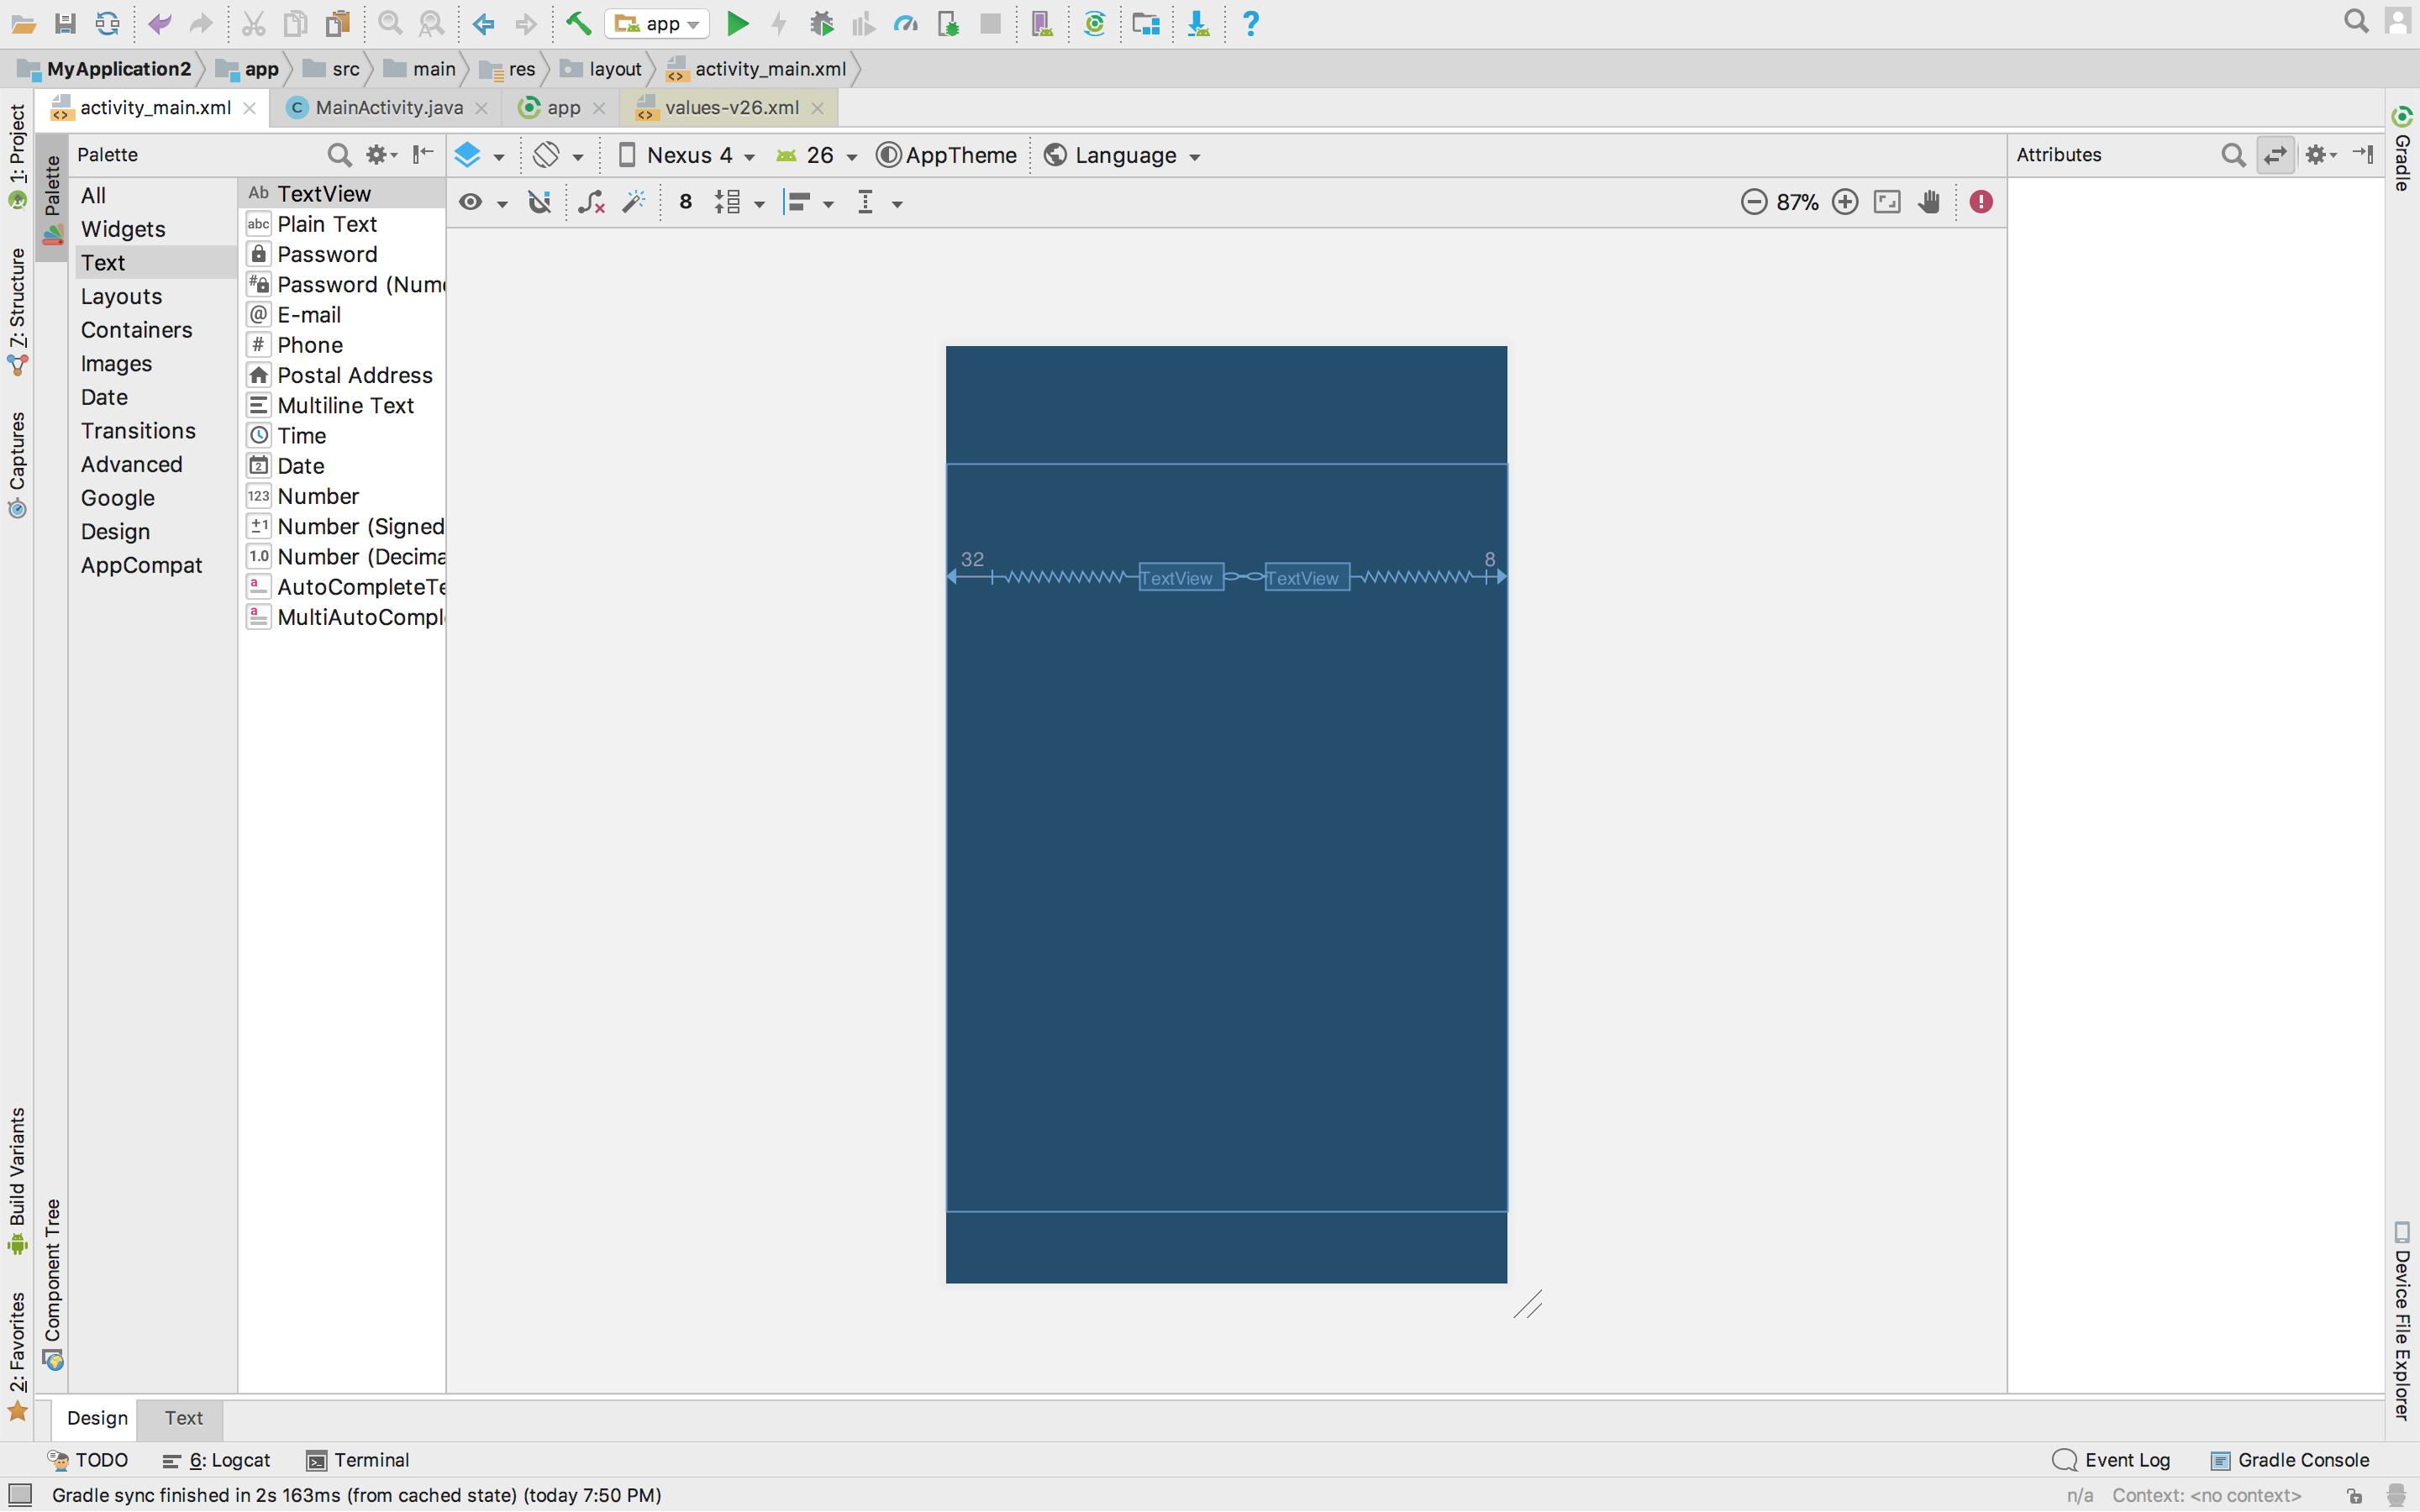 app
MyApplication2 app src main res layout activity_main.xml
activity_main.xml MainActivity.java app values-v26.xml
Palette
Nexus 4 26 AppTheme Language
Attributes
8
87%
All
Widgets
Text
Layouts
Containers
Images
Date
Transitions
Advanced
Google
Design
AppCompat
Ab TextView
abc Plain Text
Password
Password (Num
E-mail
# Phone
Postal Address
Multiline Text
Time
2 Date
123 Number
±1 Number (Signed
1.0 Number (Decima
AutoCompleteTe
MultiAutoCompl
32
8
TextView TextView
1: Project
Palette
7: Structure
Captures
Build Variants
Component Tree
2: Favorites
Gradle
Device File Explorer
Design Text
TODO 6: Logcat Terminal
Event Log Gradle Console
Gradle sync finished in 2s 163ms (from cached state) (today 7:50 PM)
n/a Context: <no context>